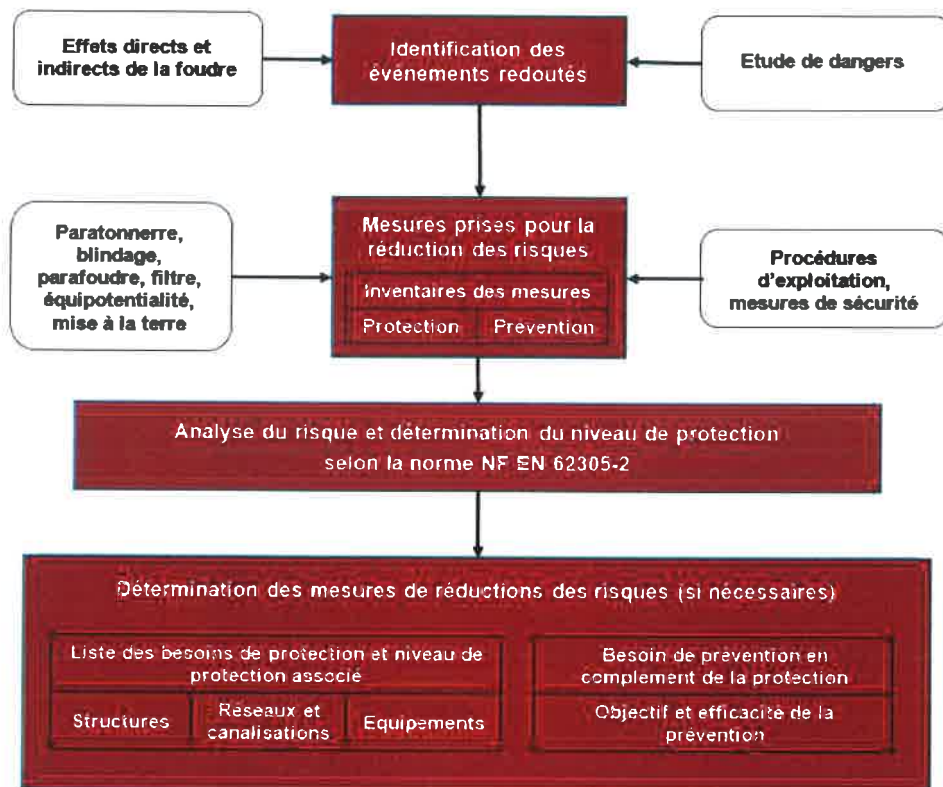 Effets directs et
indirects de la foudre
Identification des
événements redoutés
Etude de dangers
Paratonnerre,
blindage,
parafoudre, filtre,
équipotentialité,
mise à la terre
Mesures prises pour la
réduction des risques
Inventaires des mesures
Protection
Prévention
Procédures
d'exploitation,
mesures de sécurité
Analyse du risque et détermination du niveau de protection
selon la norme NF EN 62305-2
Détermination des mesures de réductions des risques (si nécessaires)
Liste des besoins de protection et niveau de
protection associé
Structures
Réseaux et
canalisations
Equipements
Besoin de prévention en
complement de la protection
Objectif et efficacité de la
prévention